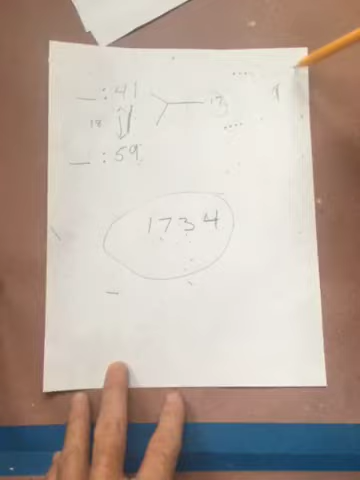 _ : 41
13
18
_ : 59
1734